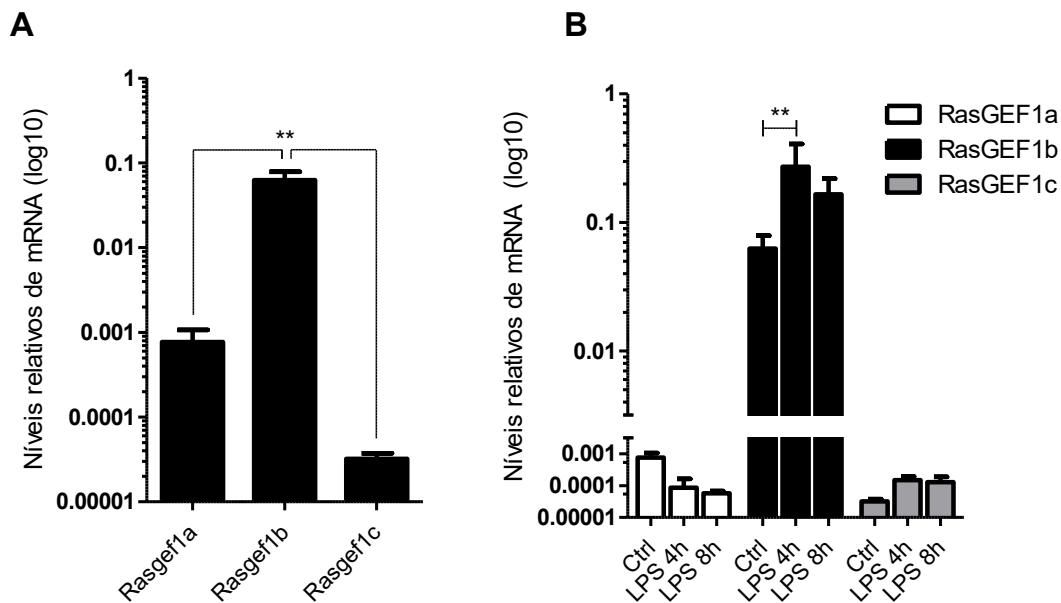 A
Níveis relativos de mRNA (log10)
1
0.1
0.01
0.001
0.0001
0.00001
**
Rasgef1a
Rasgef1b
Rasgef1c
B
Níveis relativos de mRNA (log10)
1
0.1
0.01
0.001
0.0001
0.00001
**
Ctrl
LPS 4h
LPS 8h
Ctrl
LPS 4h
LPS 8h
Ctrl
LPS 4h
LPS 8h
RasGEF1a
RasGEF1b
RasGEF1c